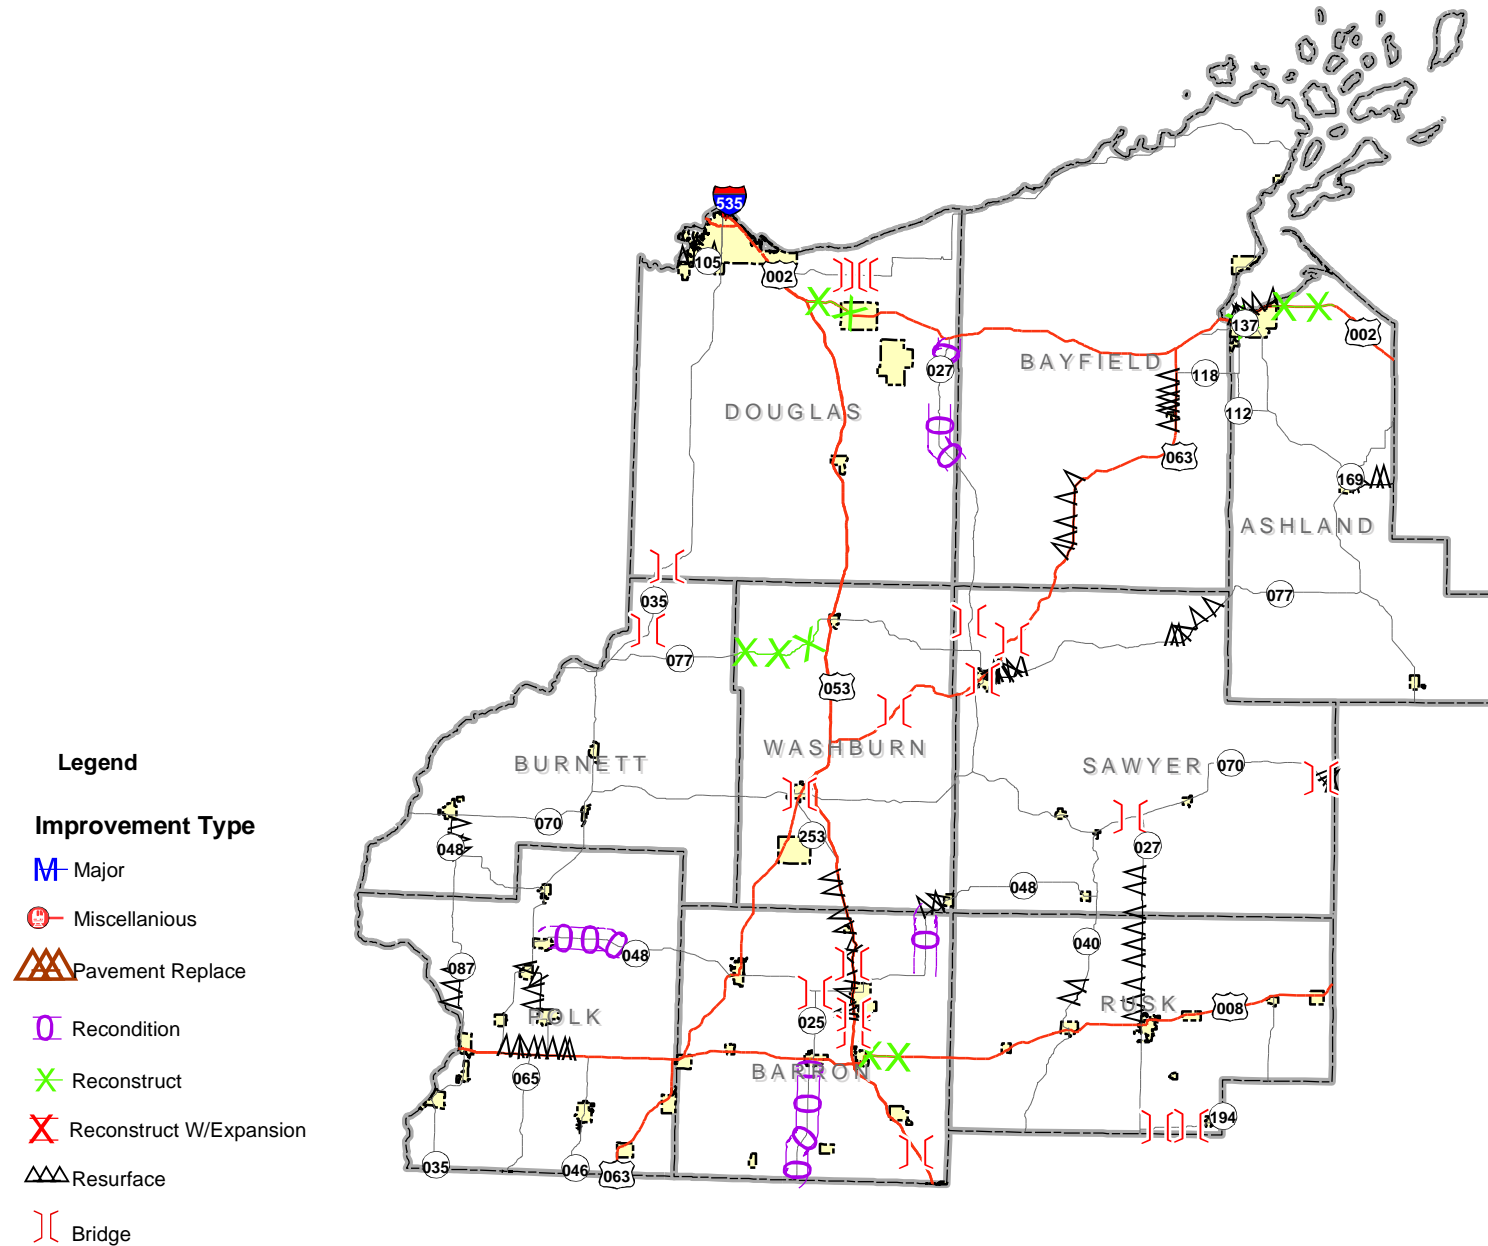 535
105
002
137
002
027
BAYFIELD
118
DOUGLAS
112
063
169
ASHLAND
077
035
077
053
WASHBURN
BURNETT
SAWYER
070
Legend
Improvement Type
070
253
048
027
Major
048
Miscellanious
040
048
087
Pavement Replace
RUSK
008
POLK
025
Recondition
BARRON
065
Reconstruct
194
Reconstruct W/Expansion
035
046
063
Resurface
Bridge